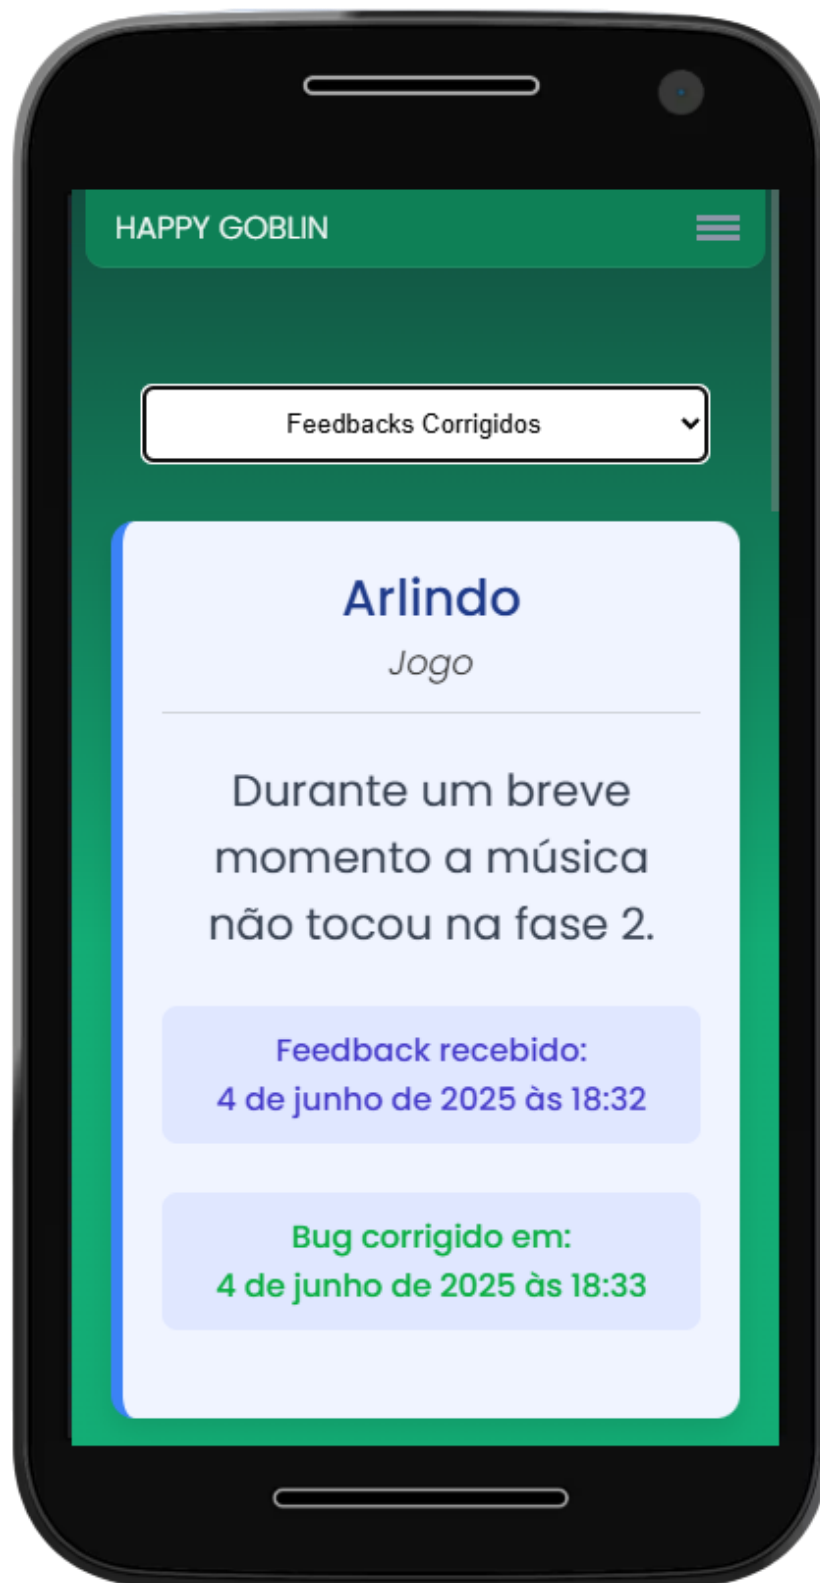 HAPPY GOBLIN
Feedbacks Corrigidos
Arlindo
Jogo
Durante um breve
momento a música
não tocou na fase 2.
Feedback recebido:
4 de junho de 2025 às 18:32
Bug corrigido em:
4 de junho de 2025 às 18:33